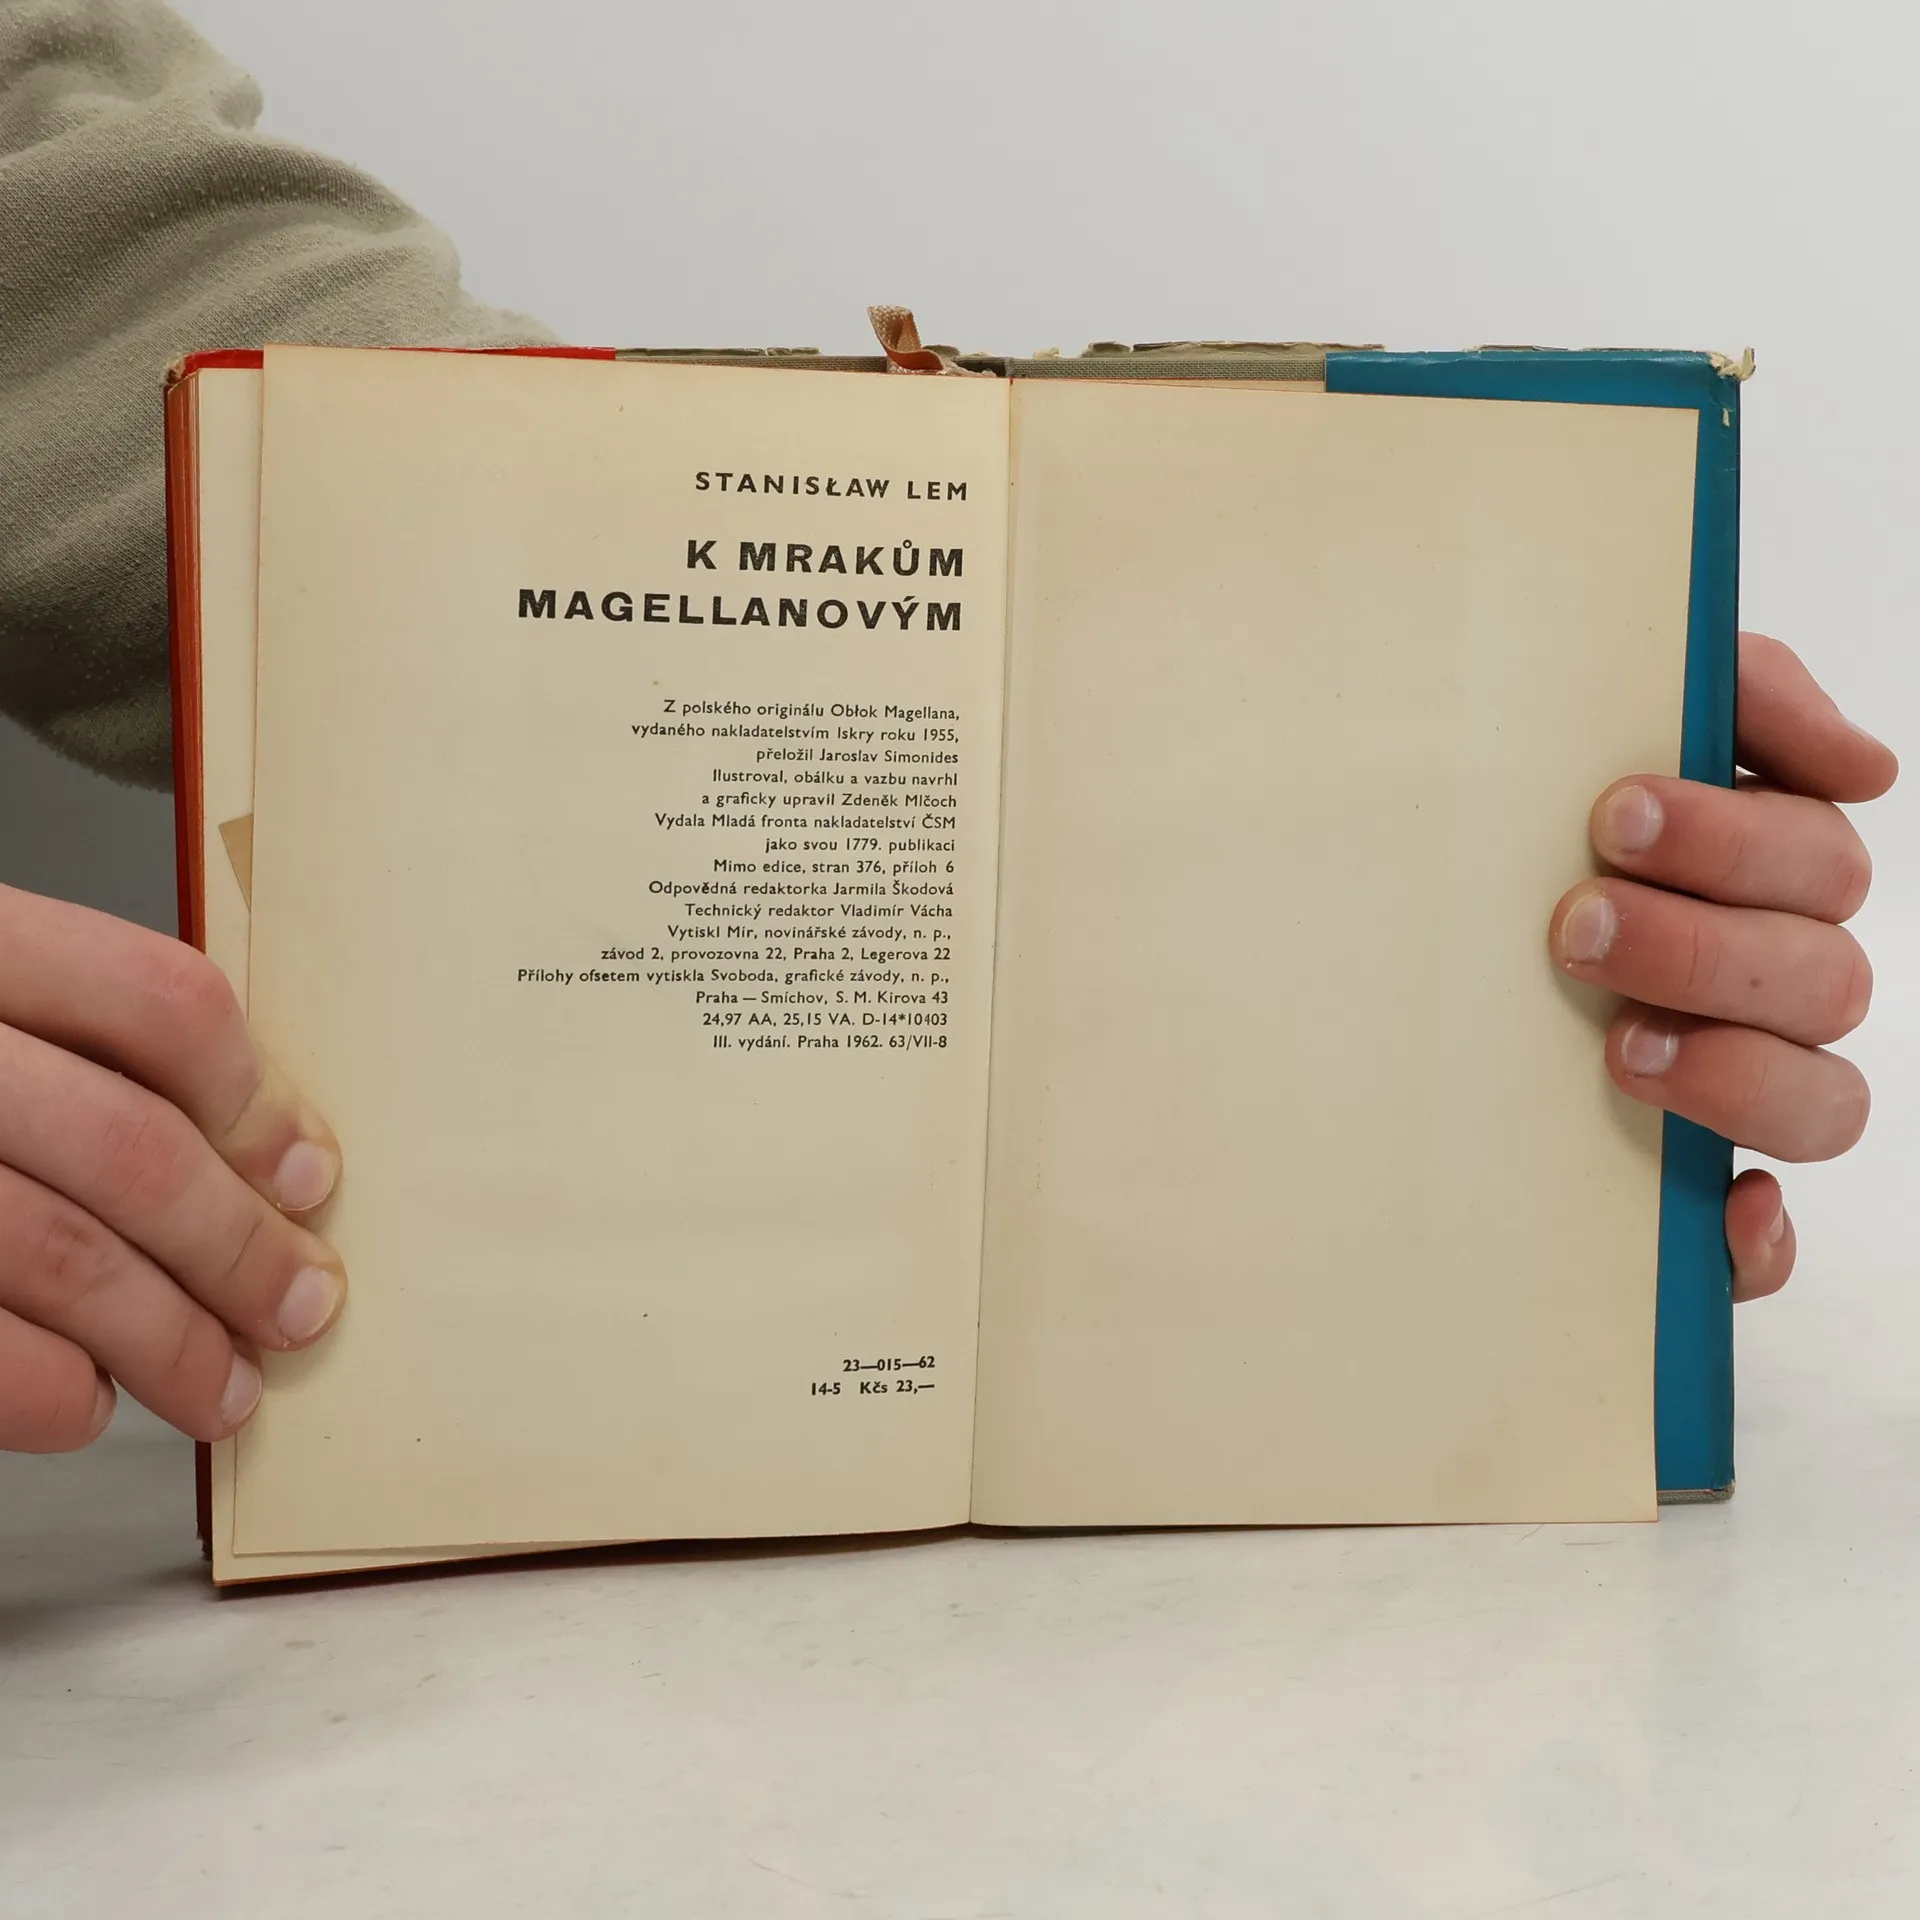 STANISŁAW LEM
K MRAKŮM
MAGELLANOVÝM
Z polského originálu Obłok Magellana,
vydaného nakladatelstvím Iskry roku 1955,
přeložil Jaroslav Simonides
Ilustroval, obálku a vazbu navrhl
a graficky upravil Zdeněk Mlčoch
Vydala Mladá fronta nakladatelství ČSM
jako svou 1779. publikaci
Mimo edice, stran 376, příloh 6
Odpovědná redaktorka Jarmila Škodová
Technický redaktor Vladimír Vácha
Vytiskl Mír, novinářské závody, n. p.,
závod 2, provozovna 22, Praha 2, Legerova 22
Přílohy ofsetem vytiskla Svoboda, grafické závody, n. p.,
Praha — Smíchov, S. M. Kirova 43
24,97 AA, 25,15 VA. D-14*10403
III. vydání. Praha 1962. 63/VII-8
23—015—62
14-5 Kčs 23,—